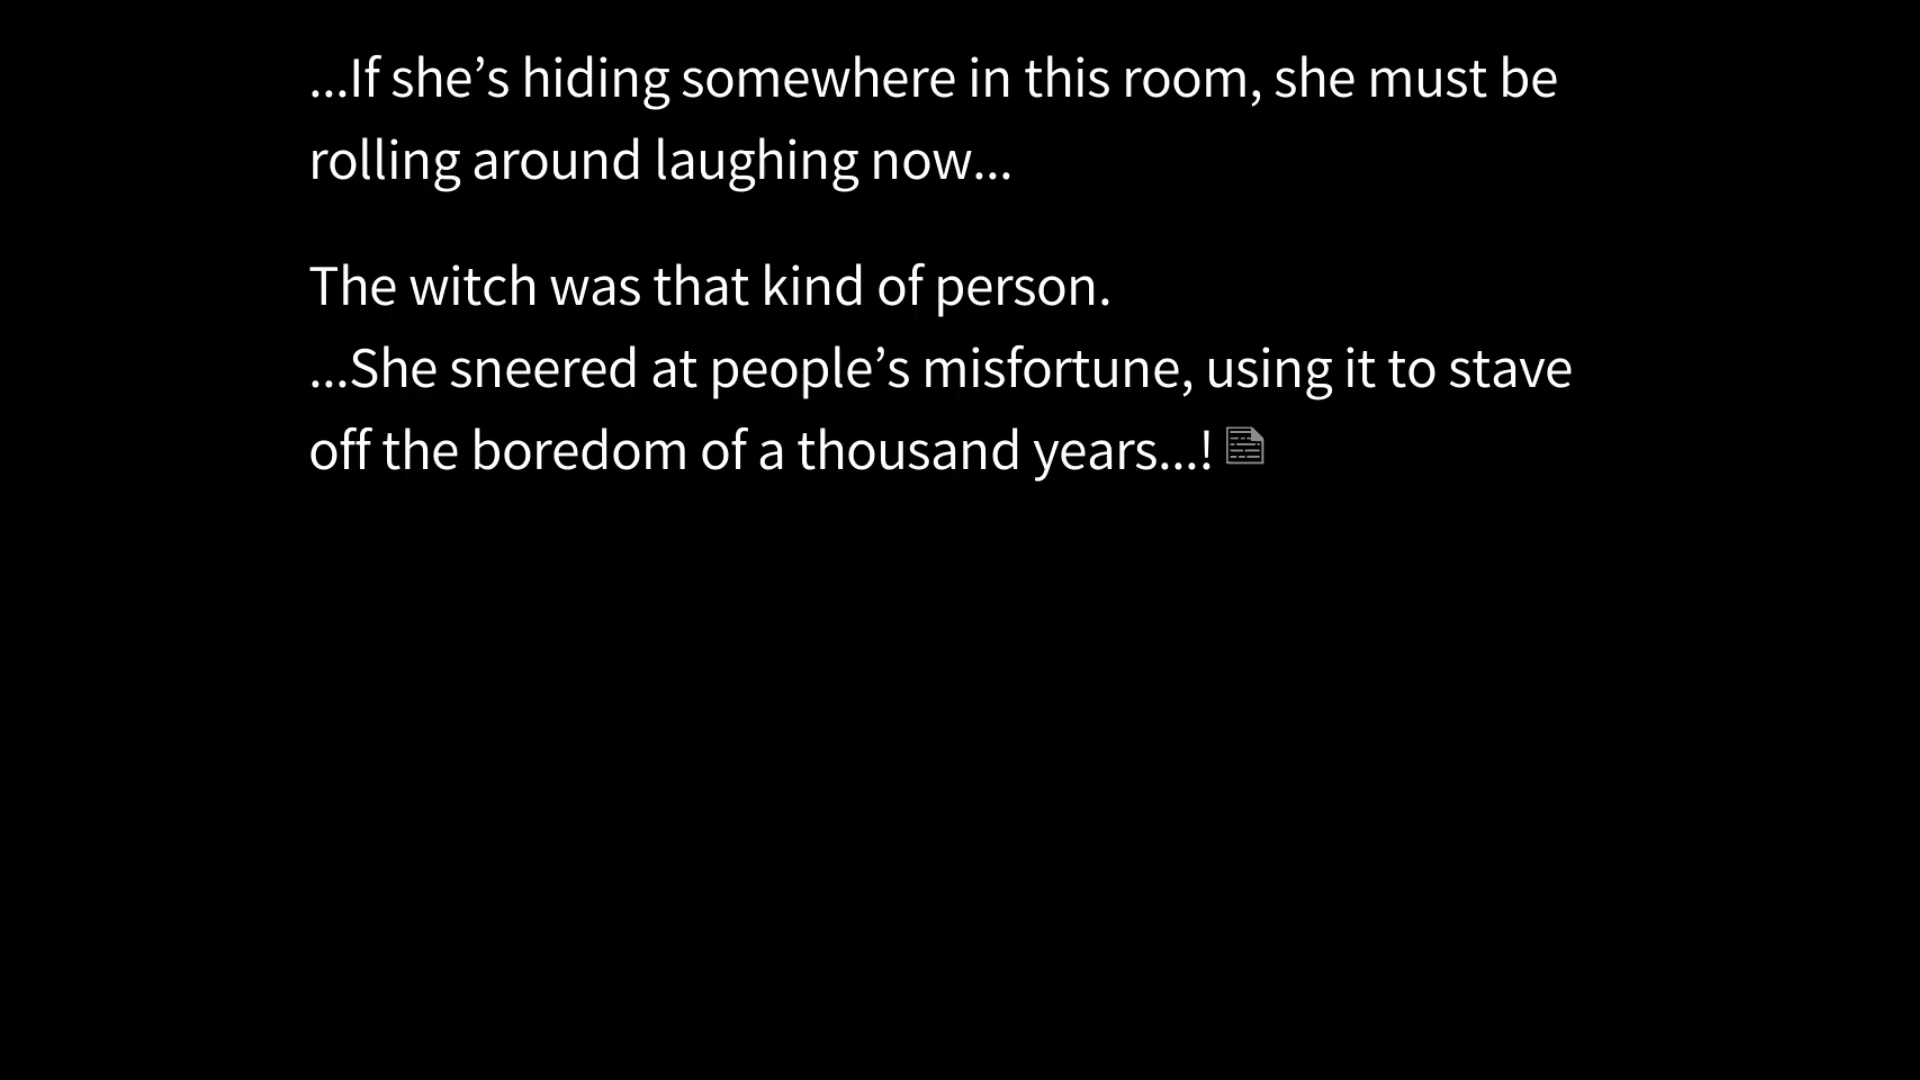 ...If she’s hiding somewhere in this room, she must be
rolling around laughing now...
The witch was that kind of person.
...She sneered at people’s misfortune, using it to stave
off the boredom of a thousand years...!